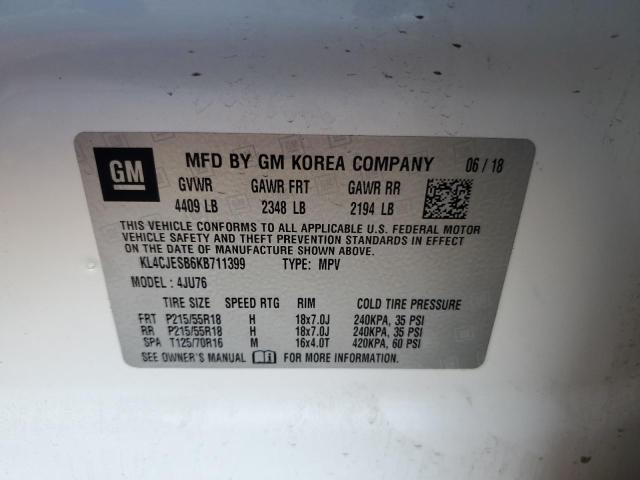 GM MFD BY GM KOREA COMPANY 06 / 18
GVWR GAWR FRT GAWR RR
4409 LB 2348 LB 2194 LB
THIS VEHICLE CONFORMS TO ALL APPLICABLE U.S. FEDERAL MOTOR
VEHICLE SAFETY AND THEFT PREVENTION STANDARDS IN EFFECT
ON THE DATE OF MANUFACTURE SHOWN ABOVE.
KL4CJESB6KB711399 TYPE: MPV
MODEL : 4JU76
TIRE SIZE SPEED RTG RIM COLD TIRE PRESSURE
FRT P215/55R18 H 18x7.0J 240KPA, 35 PSI
RR P215/55R18 H 18x7.0J 240KPA, 35 PSI
SPA T125/70R16 M 16x4.0T 420KPA, 60 PSI
SEE OWNER'S MANUAL FOR MORE INFORMATION.